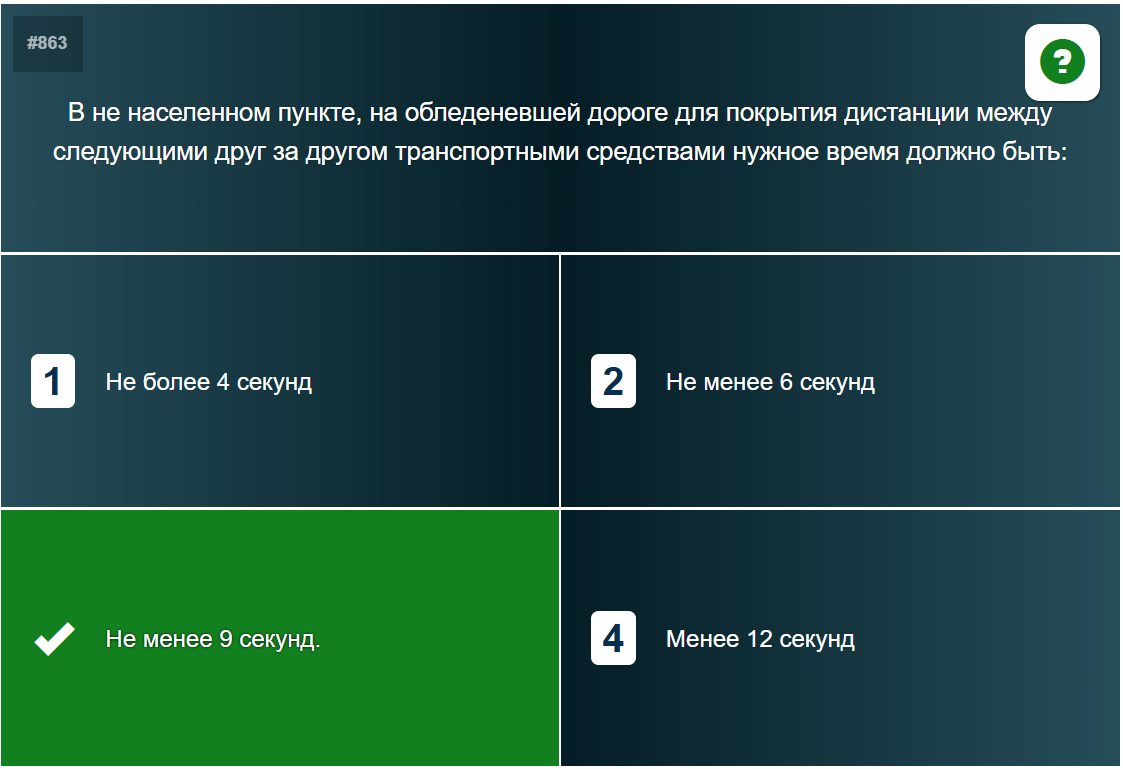 #863
?
В не населенном пункте, на обледеневшей дороге для покрытия дистанции между
следующими друг за другом транспортными средствами нужное время должно быть:
1 Не более 4 секунд
2 Не менее 6 секунд
Не менее 9 секунд.
4 Менее 12 секунд